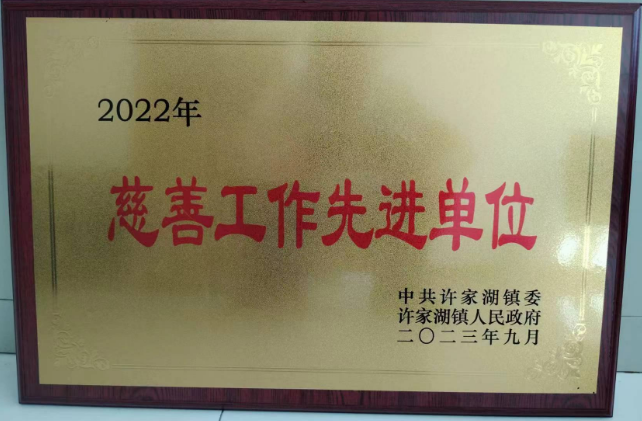 2022年
慈善工作先进单位
中共许家湖镇委
许家湖镇人民政府
二〇二三年九月